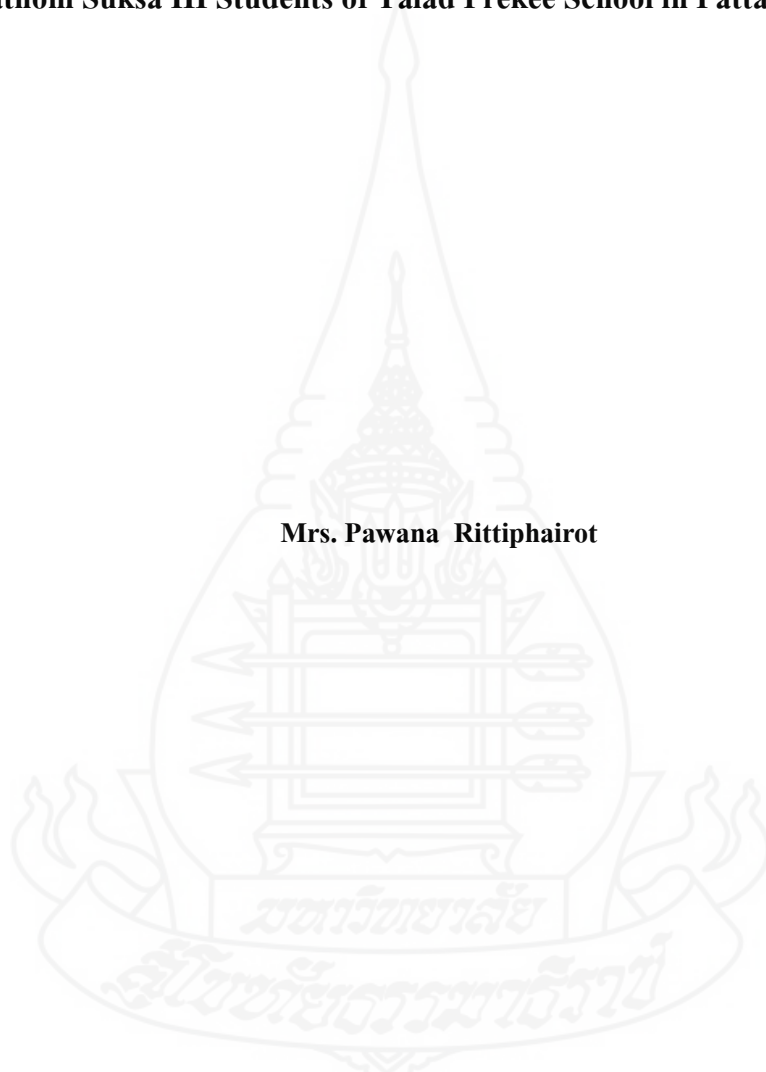 athom Suksa III Students of Talad Prekee School in Patta
Mrs. Pawana Rittiphairot
มหาวิทยาลัย
สุโขทัยธรรมาธิราช